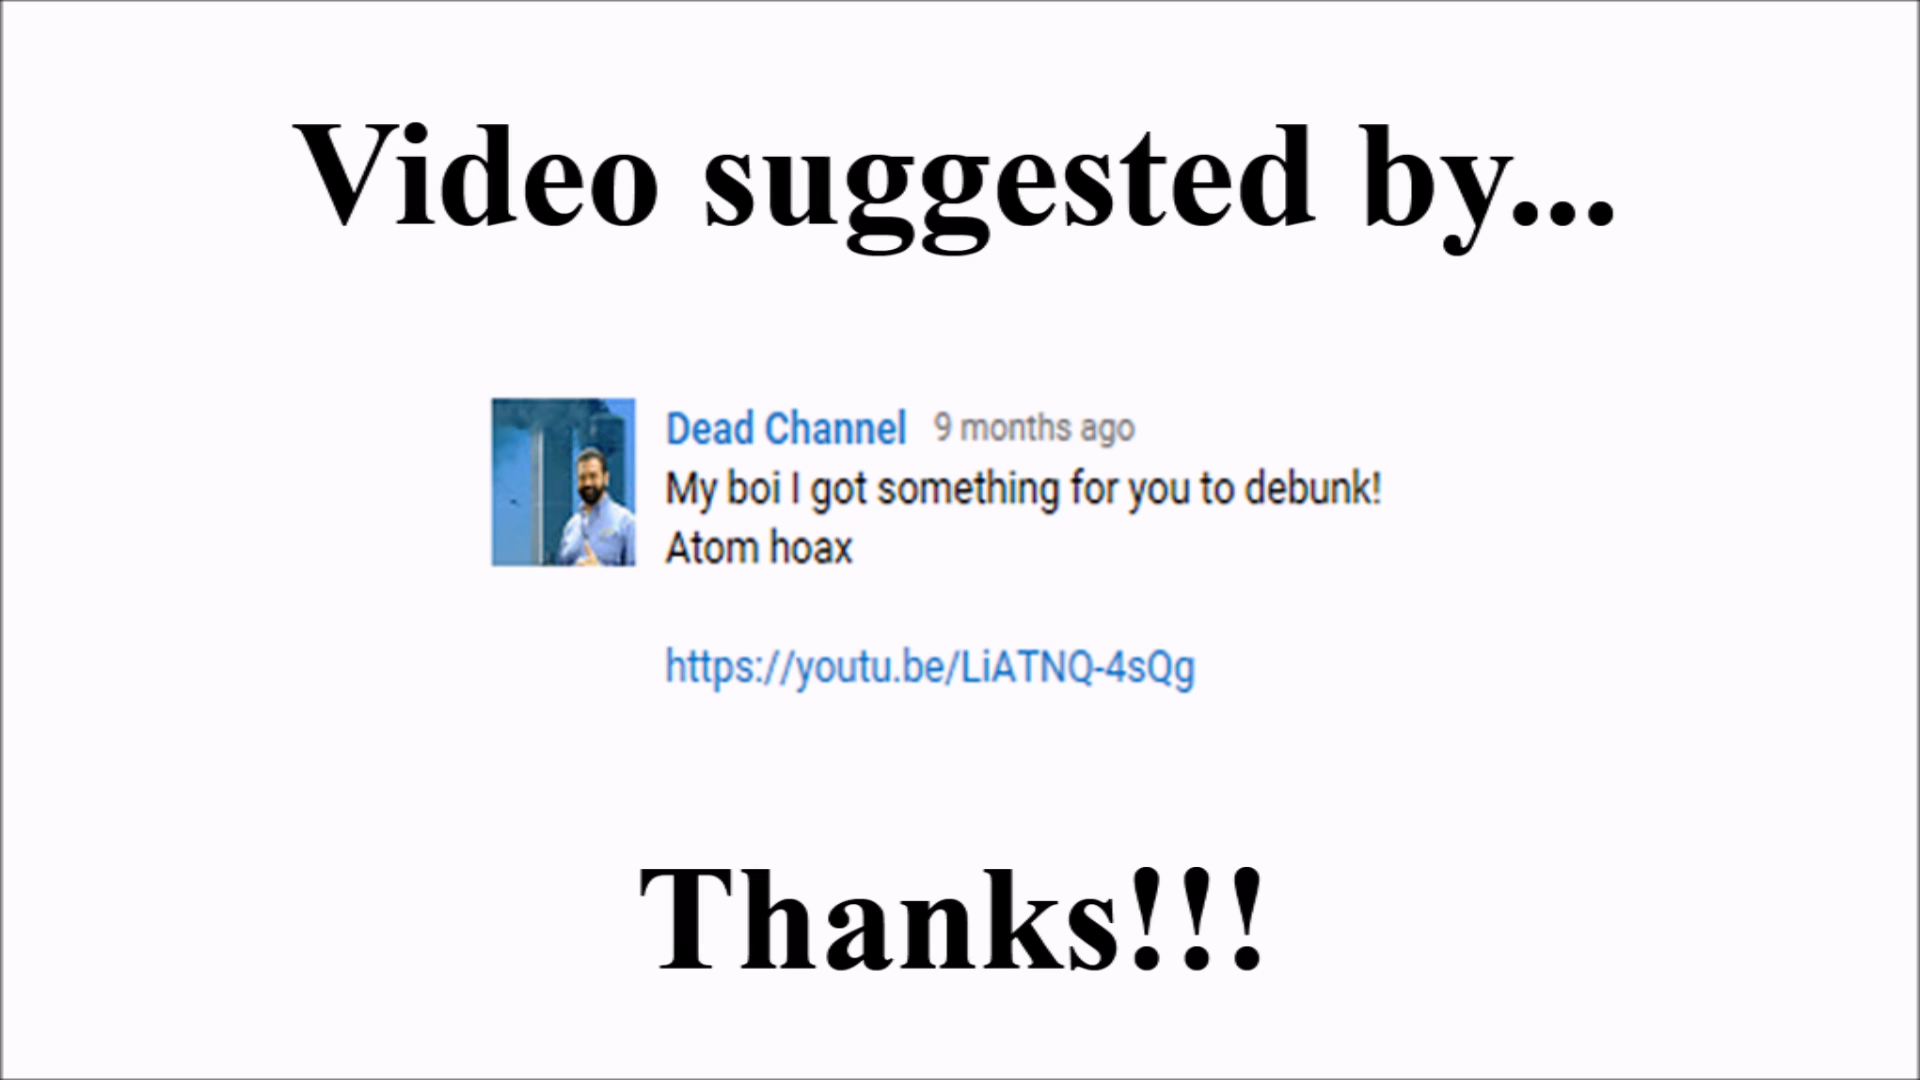 Video suggested by...
Dead Channel 9 months ago
My boi I got something for you to debunk!
Atom hoax
https://youtu.be/LiATNQ-4sQg
Thanks!!!